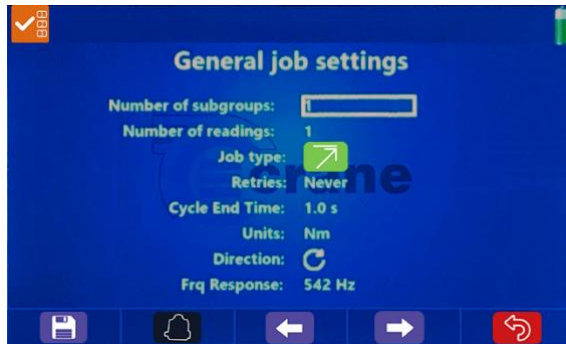 General job settings
Number of subgroups: 1
Number of readings: 1
Job type:
Retries: Never
Cycle End Time: 1.0 s
Units: Nm
Direction:
Frq Response: 542 Hz
crane